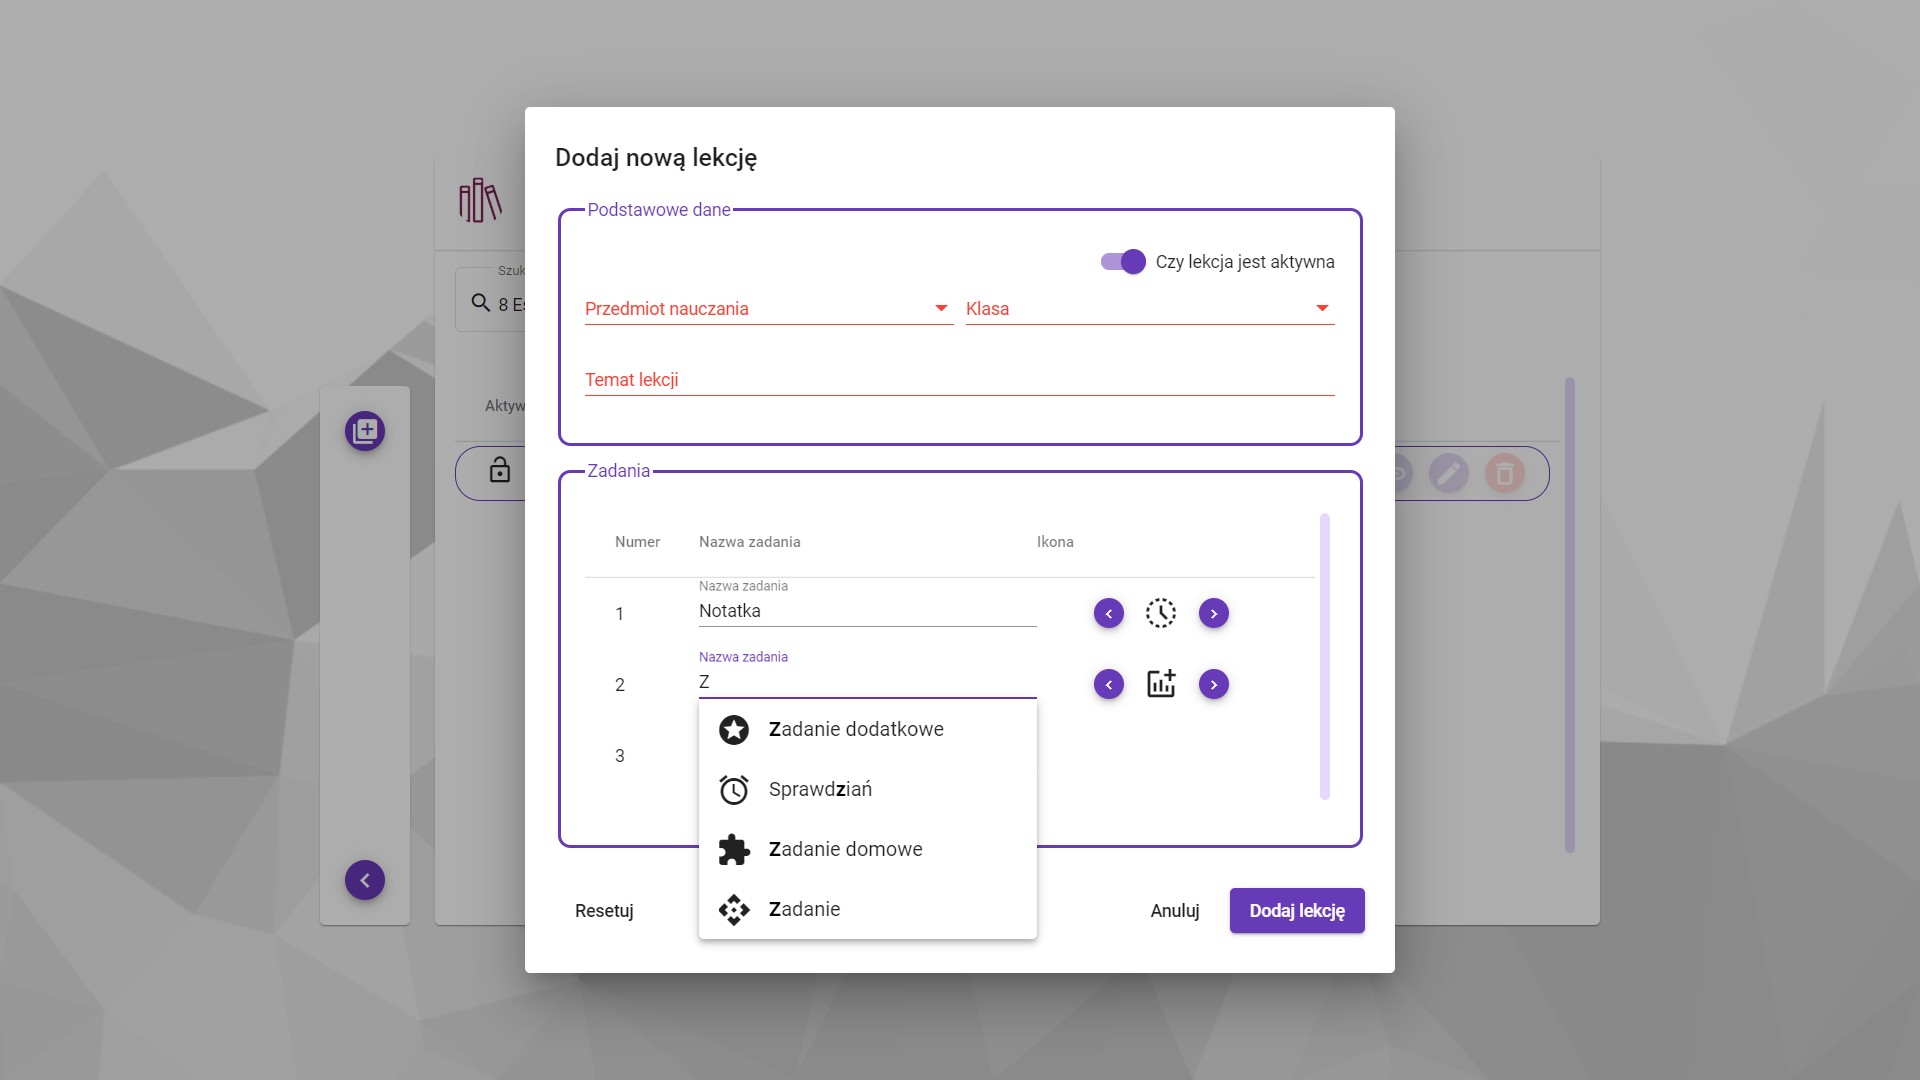 Dodaj nową lekcję
Podstawowe dane
Czy lekcja jest aktywna
Przedmiot nauczania
Klasa
Temat lekcji
Szuk
8 Es
Aktyw
Zadania
Numer
Nazwa zadania
Ikona
1
Nazwa zadania
Notatka
2
Nazwa zadania
Z
3
Zadanie dodatkowe
Sprawdziań
Zadanie domowe
Zadanie
Resetuj
Anuluj
Dodaj lekcję